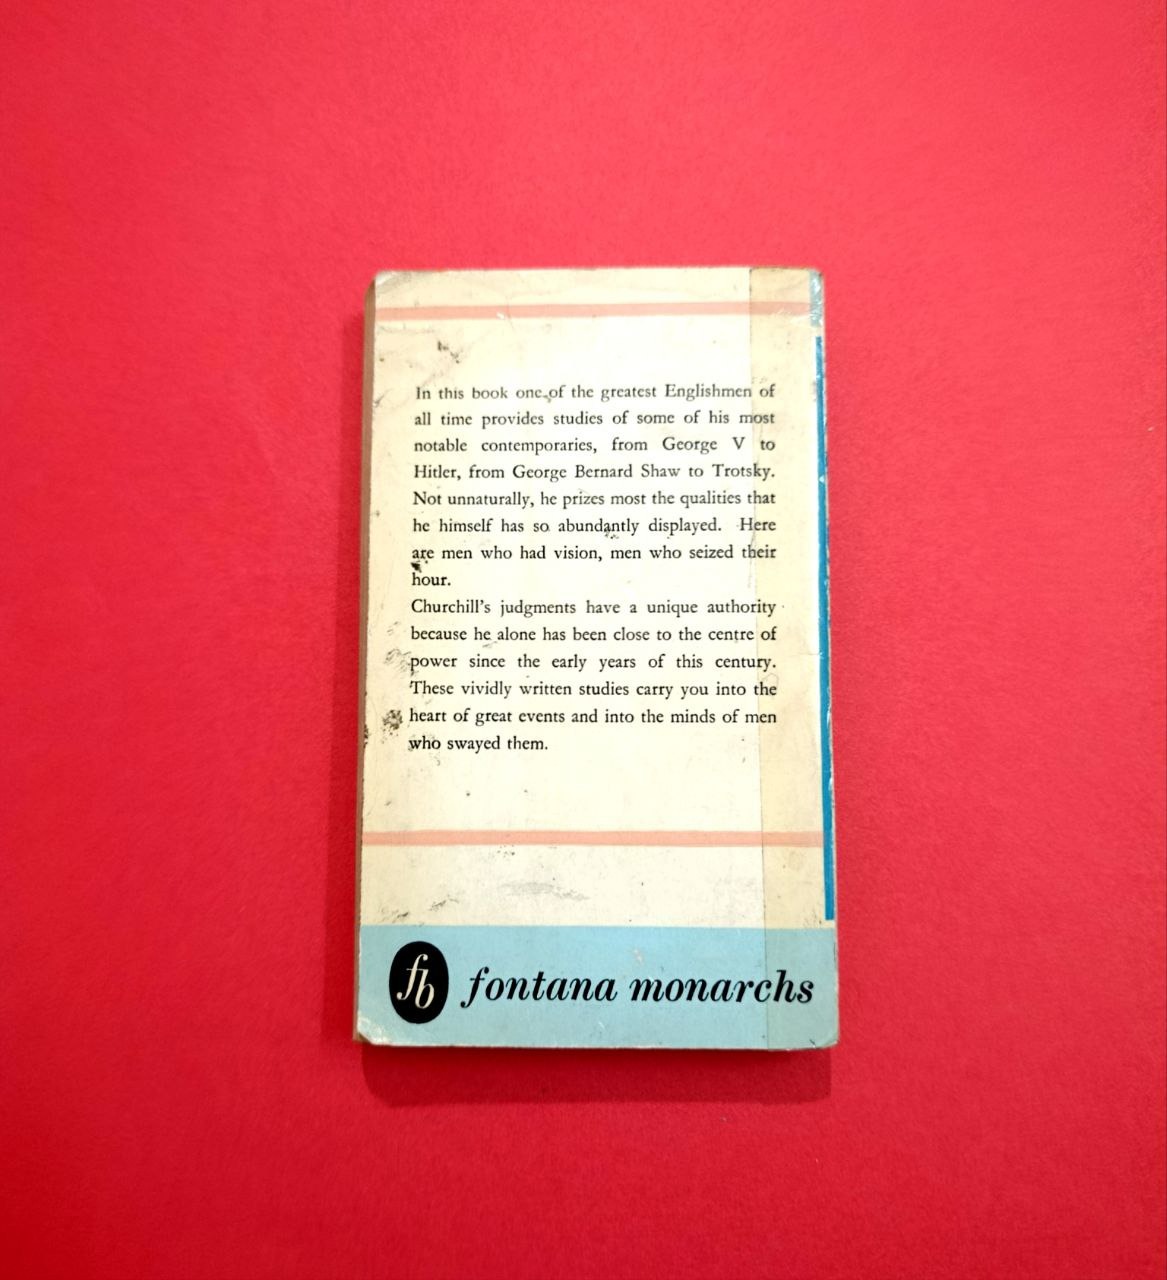 In this book one of the greatest Englishmen of
all time provides studies of some of his most
notable contemporaries, from George V to
Hitler, from George Bernard Shaw to Trotsky.
Not unnaturally, he prizes most the qualities that
he himself has so abundantly displayed. Here
are men who had vision, men who seized their
hour.
Churchill's judgments have a unique authority
because he alone has been close to the centre of
power since the early years of this century.
These vividly written studies carry you into the
heart of great events and into the minds of men
who swayed them.
fb fontana monarchs